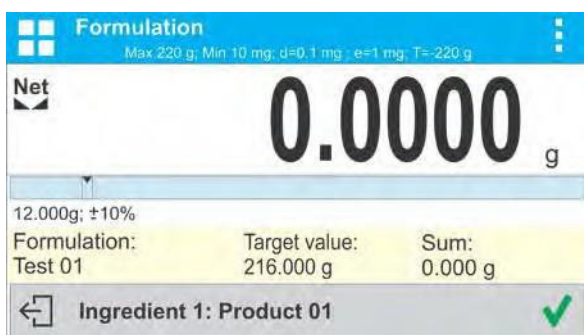 Formulation
Max 220 g; Min 10 mg; d=0.1 mg ; e=1 mg; T=-220 g
Net
0.0000 g
12.000g; ±10%
Formulation: Target value: Sum:
Test 01 216.000 g 0.000 g
Ingredient 1: Product 01